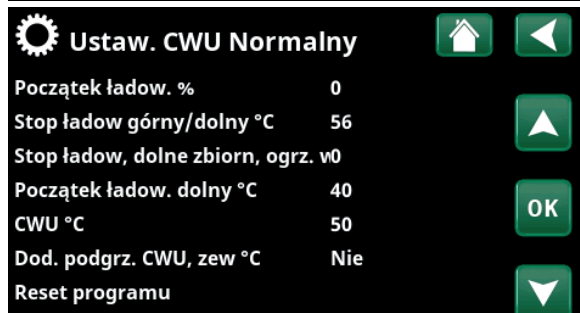 Ustaw. CWU Normalny
Początek ładow. % 0
Stop ładow górny/dolny °C 56
Stop ładow, dolne zbiorn, ogrz. w0
Początek ładow. dolny °C 40
CWU °C 50
Dod. podgrz. CWU, zew °C Nie
Reset programu
OK